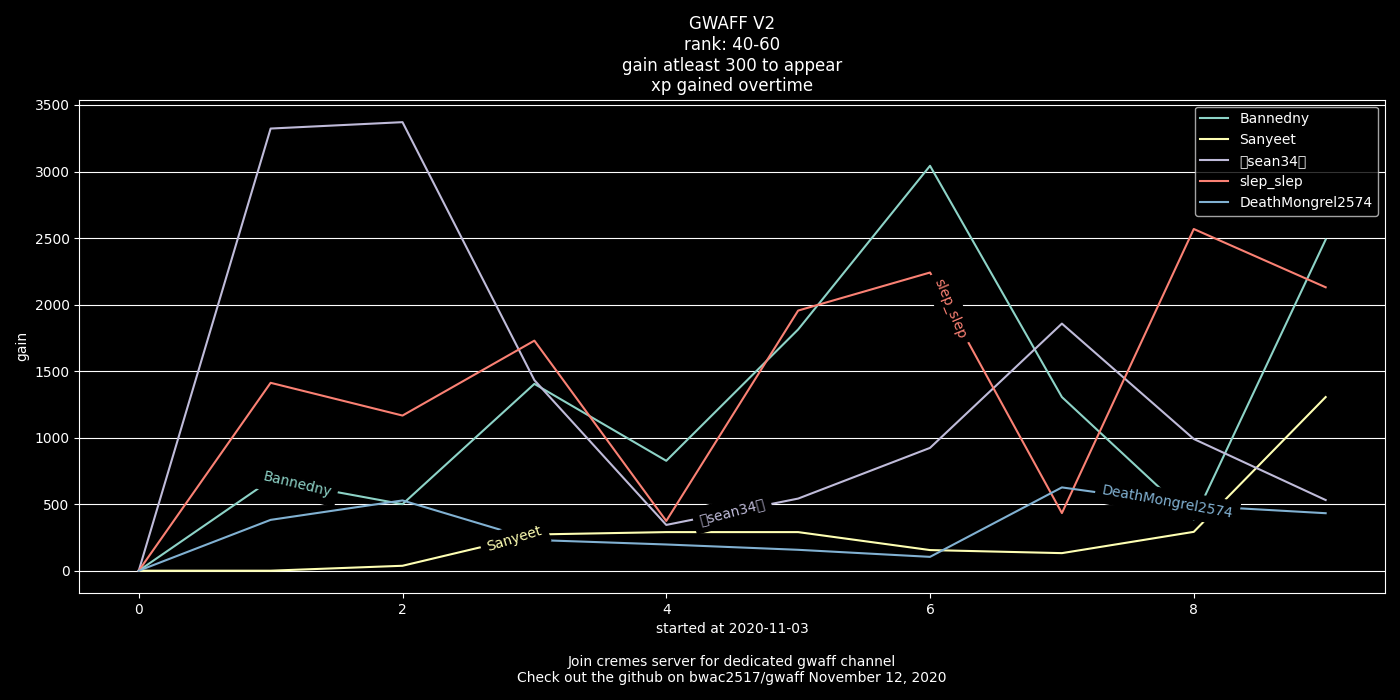 GWAFF V2
rank: 40-60
gain atleast 300 to appear
xp gained overtime
3500
3000
2500
2000
1500
1000
500
0
gain
Bannedny
Sanyeet
sean34
slep_slep
DeathMongrel2574
Bannedny
Sanyeet
sean34
slep_slep
DeathMongrel2574
0
2
4
6
8
started at 2020-11-03
Join cremes server for dedicated gwaff channel
Check out the github on bwac2517/gwaff November 12, 2020